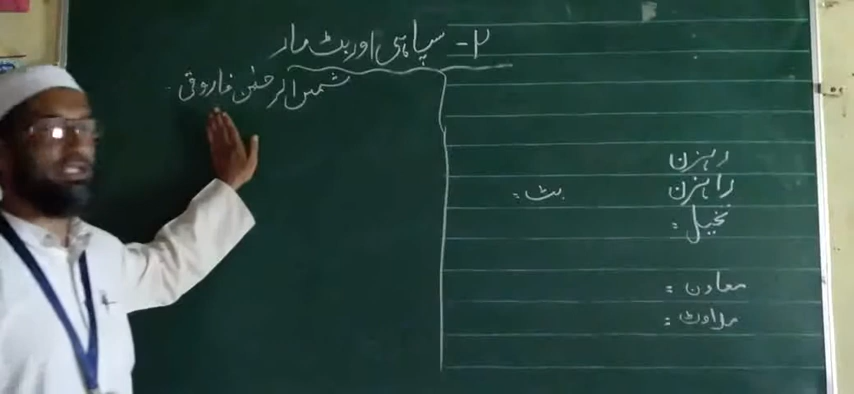 ۲- سپاہی اور بٹ مار
شمس الرحمٰن فاروقی
رہزن
راہزن
بٹ =
بخیل =
معاون =
ملاوٹ =